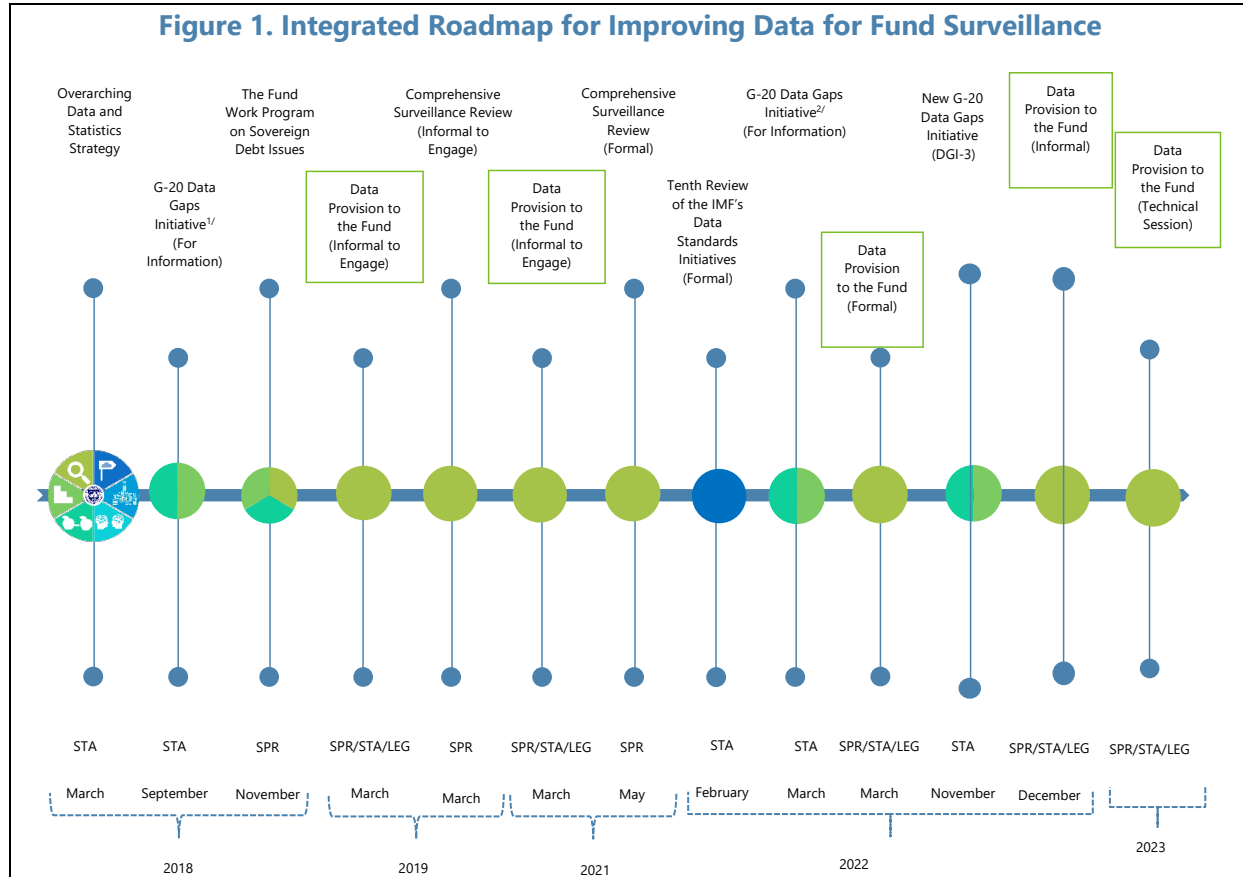 Figure 1. Integrated Roadmap for Improving Data for Fund Surveillance
Overarching
Data and
Statistics
Strategy
G-20 Data
Gaps
Initiative1/
(For
Information)
The Fund
Work Program
on Sovereign
Debt Issues
Data
Provision to
the Fund
(Informal to
Engage)
Comprehensive
Surveillance Review
(Informal to
Engage)
Data
Provision to
the Fund
(Informal to
Engage)
Comprehensive
Surveillance
Review
(Formal)
Tenth Review
of the IMF's
Data
Standards
Initiatives
(Formal)
G-20 Data Gaps
Initiative2/
(For Information)
Data
Provision
to the Fund
(Formal)
New G-20
Data Gaps
Initiative
(DGI-3)
Data
Provision to
the Fund
(Informal)
Data
Provision to
the Fund
(Technical
Session)
STA STA SPR SPR/STA/LEG SPR SPR/STA/LEG SPR STA STA SPR/STA/LEG STA SPR/STA/LEG SPR/STA/LEG
March September November March March March May February March March November December
2018 2019 2021 2022 2023